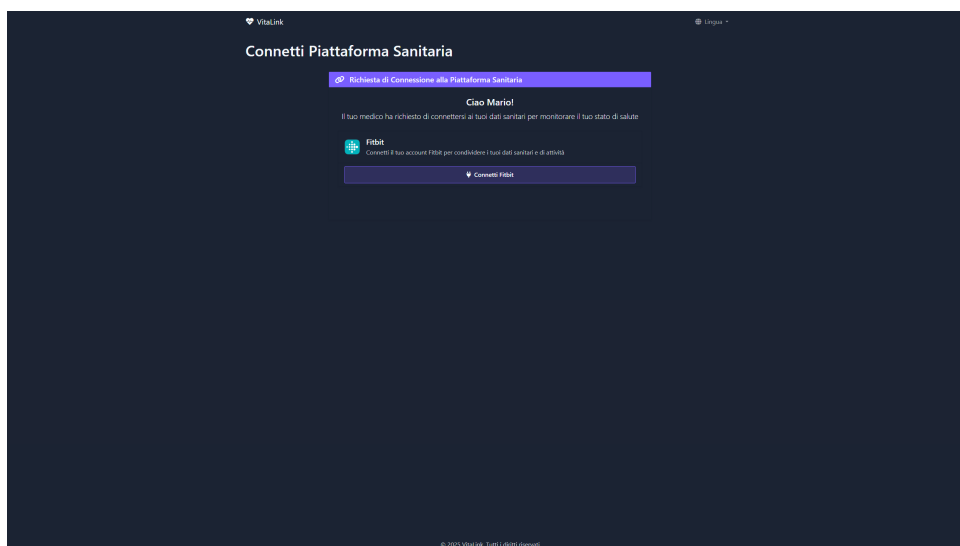 VitaLink
Lingua
Connetti Piattaforma Sanitaria
Richiesta di Connessione alla Piattaforma Sanitaria
Ciao Mario!
Il tuo medico ha richiesto di connettersi ai tuoi dati sanitari per monitorare il tuo stato di salute
Fitbit
Connetti il tuo account Fitbit per condividere i tuoi dati sanitari e di attività
Connetti Fitbit
© 2025 VitaLink. Tutti i diritti riservati.